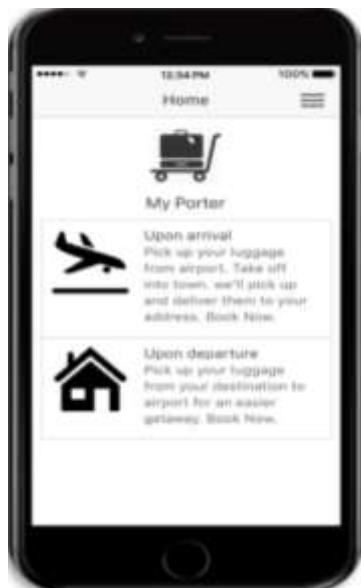 12:34 PM 100%
Home
My Porter
Upon arrival
Pick up your luggage
from airport. Take off
into town, we'll pick up
and deliver them to your
address. Book Now.
Upon departure
Pick up your luggage
from your destination to
airport for an easier
getaway. Book Now.